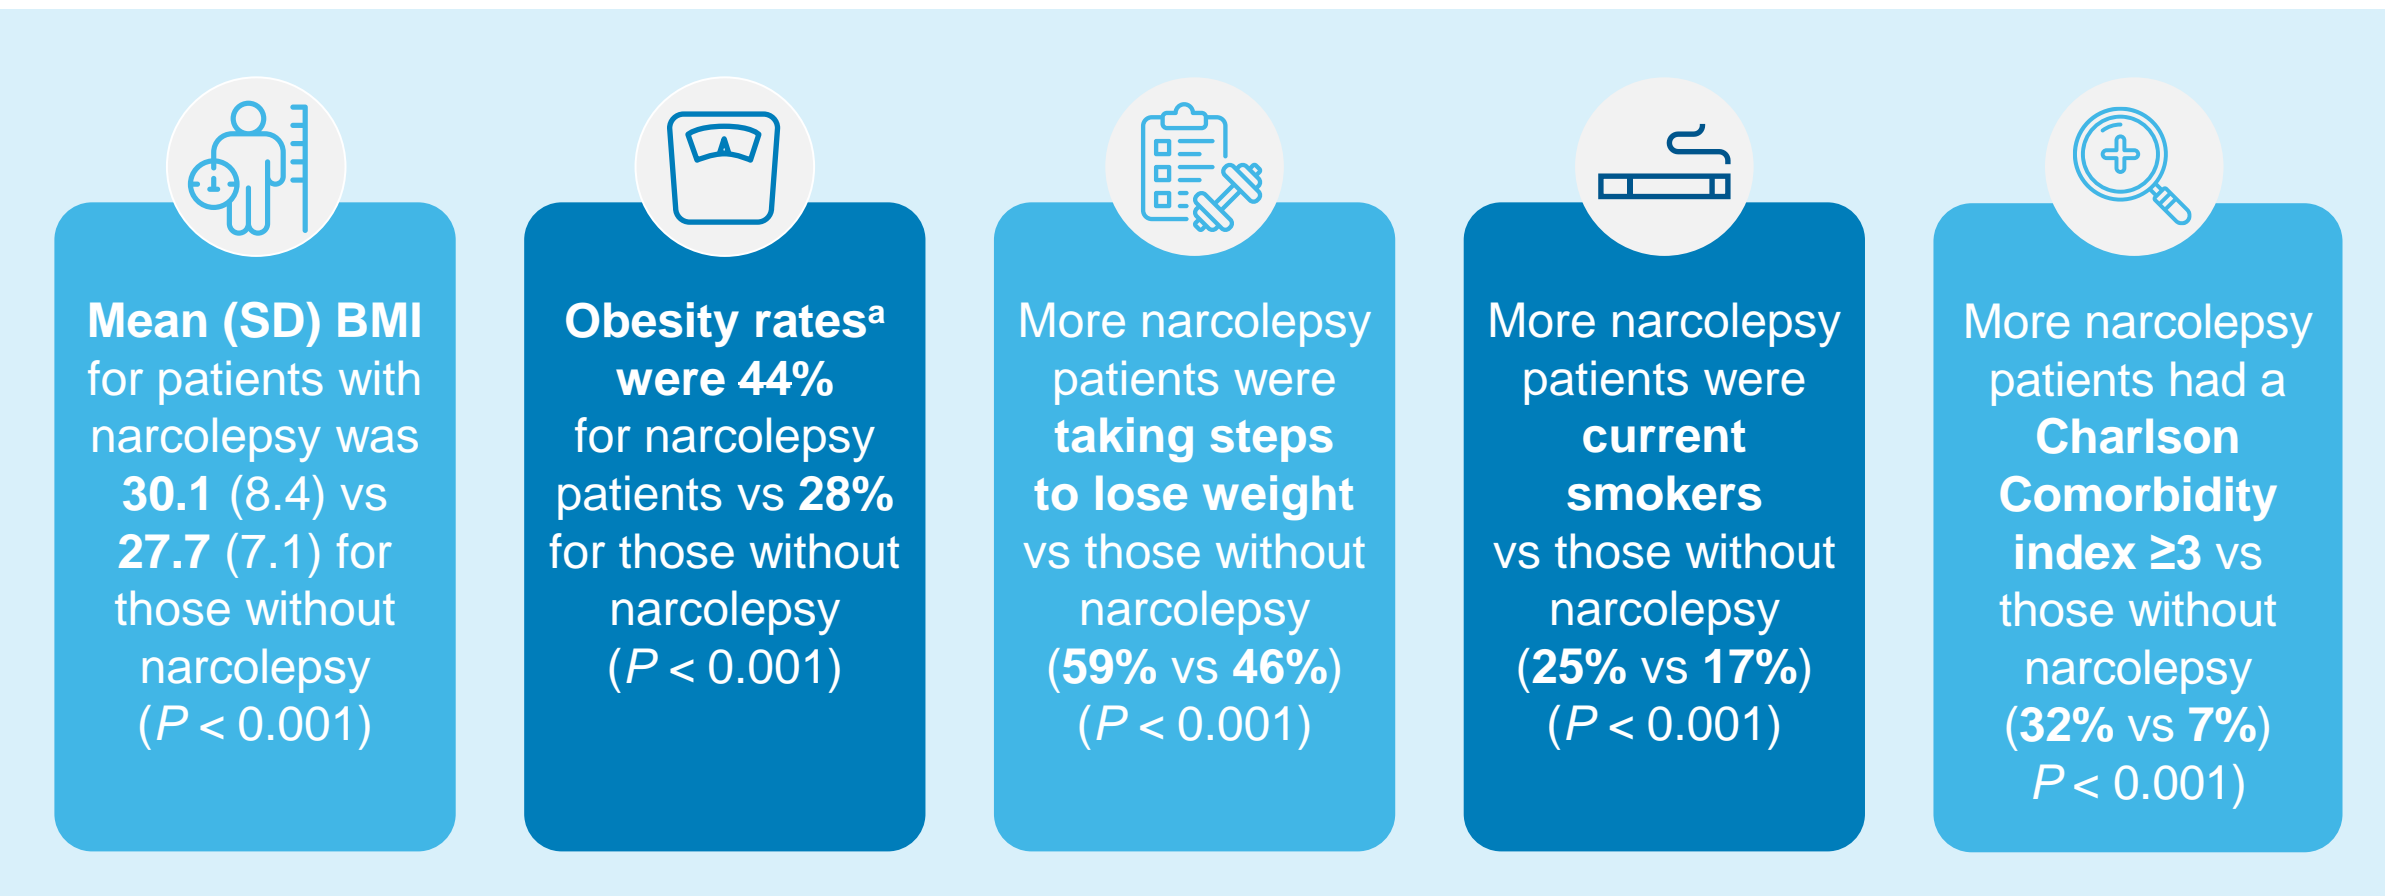 Mean (SD) BMI
for patients with
narcolepsy was
30.1 (8.4) vs
27.7 (7.1) for
those without
narcolepsy
(P < 0.001)
Obesity ratesᵃ
were 44%
for narcolepsy
patients vs 28%
for those without
narcolepsy
(P < 0.001)
More narcolepsy
patients were
taking steps
to lose weight
vs those without
narcolepsy
(59% vs 46%)
(P < 0.001)
More narcolepsy
patients were
current
smokers
vs those without
narcolepsy
(25% vs 17%)
(P < 0.001)
More narcolepsy
patients had a
Charlson
Comorbidity
index ≥3 vs
those without
narcolepsy
(32% vs 7%)
P < 0.001)